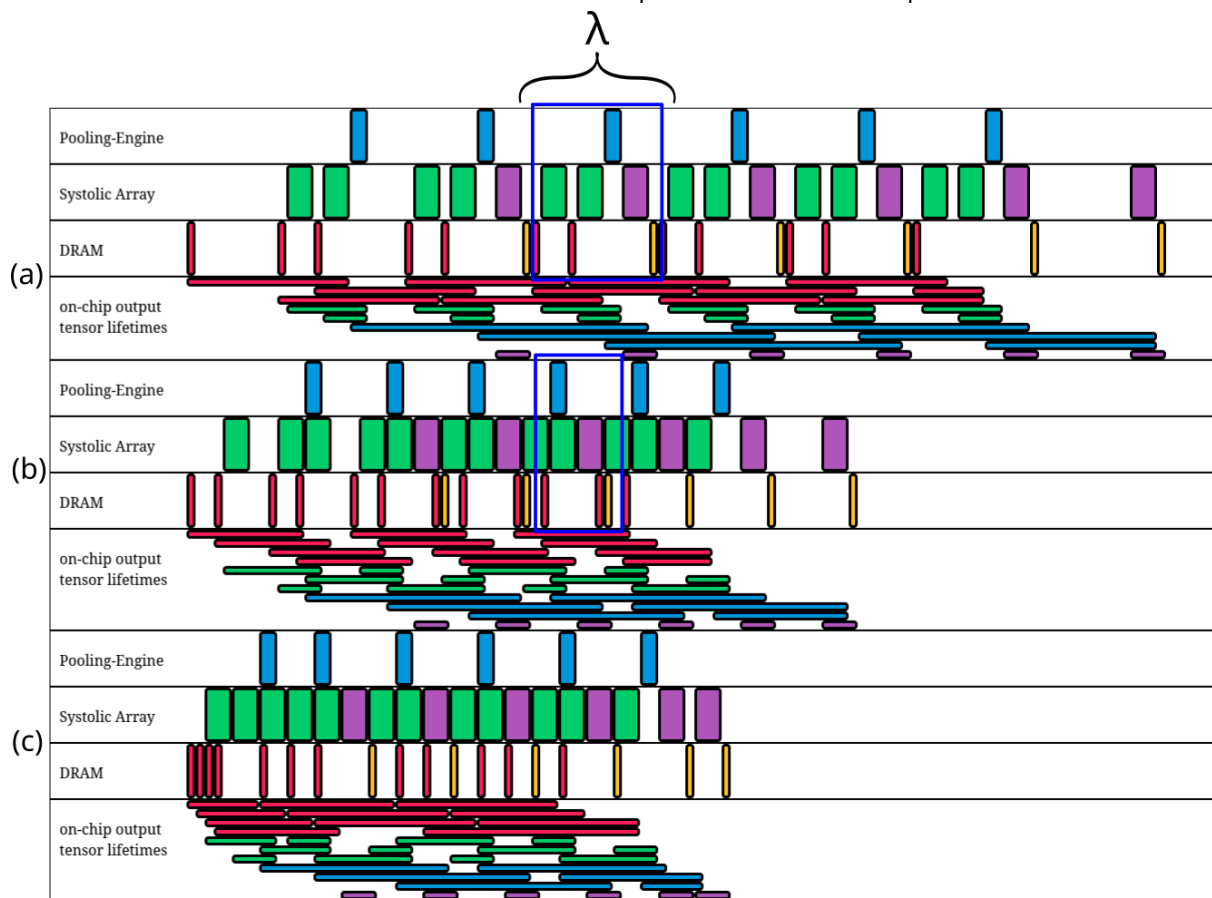 λ
Pooling-Engine
Systolic Array
DRAM
(a)
on-chip output
tensor lifetimes
Pooling-Engine
Systolic Array
(b)
DRAM
on-chip output
tensor lifetimes
Pooling-Engine
Systolic Array
(c)
DRAM
on-chip output
tensor lifetimes